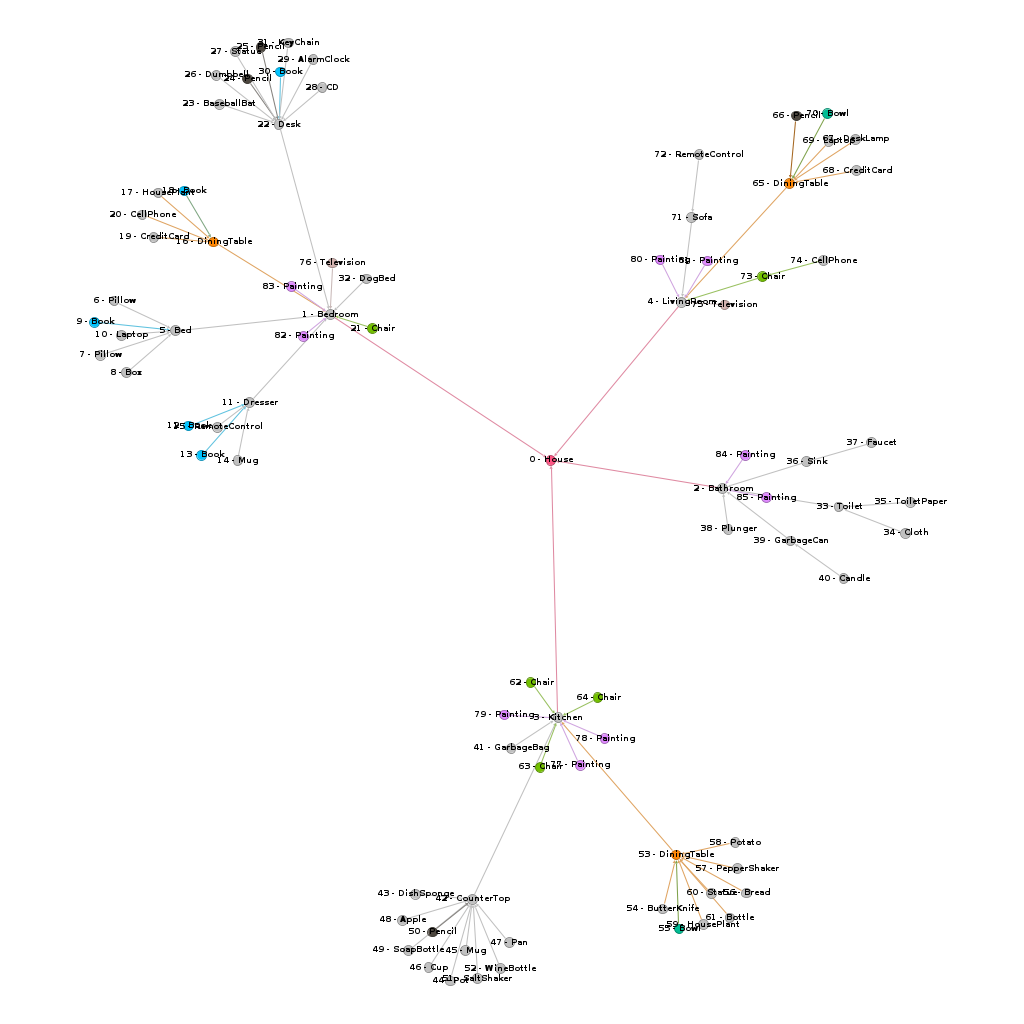 31 - KeyChain
25 - Pencil
27 - Statue
29 - AlarmClock
30 - Book
26 - Dumbbell
24 - Pencil
28 - CD
23 - BaseballBat
22 - Desk
70 - Bowl
66 - Pencil
67 - DeskLamp
69 - Laptop
72 - RemoteControl
68 - CreditCard
65 - DiningTable
18 - Book
17 - HousePlant
20 - CellPhone
71 - Sofa
19 - CreditCard
16 - DiningTable
80 - Painting
81 - Painting
74 - CellPhone
76 - Television
73 - Chair
32 - DogBed
83 - Painting
6 - Pillow
4 - LivingRoom
75 - Television
1 - Bedroom
9 - Book
21 - Chair
5 - Bed
10 - Laptop
82 - Painting
7 - Pillow
8 - Box
11 - Dresser
12 - Book
15 - RemoteControl
37 - Faucet
13 - Book
84 - Painting
14 - Mug
0 - House
36 - Sink
2 - Bathroom
85 - Painting
35 - ToiletPaper
33 - Toilet
38 - Plunger
34 - Cloth
39 - GarbageCan
40 - Candle
62 - Chair
64 - Chair
79 - Painting
3 - Kitchen
78 - Painting
41 - GarbageBag
63 - Chair
77 - Painting
58 - Potato
53 - DiningTable
57 - PepperShaker
43 - DishSponge
60 - Statue
56 - Bread
42 - CounterTop
54 - ButterKnife
48 - Apple
61 - Bottle
59 - HousePlant
55 - Bowl
50 - Pencil
47 - Pan
49 - SoapBottle
45 - Mug
46 - Cup
52 - WineBottle
51 - SaltShaker
44 - Pot